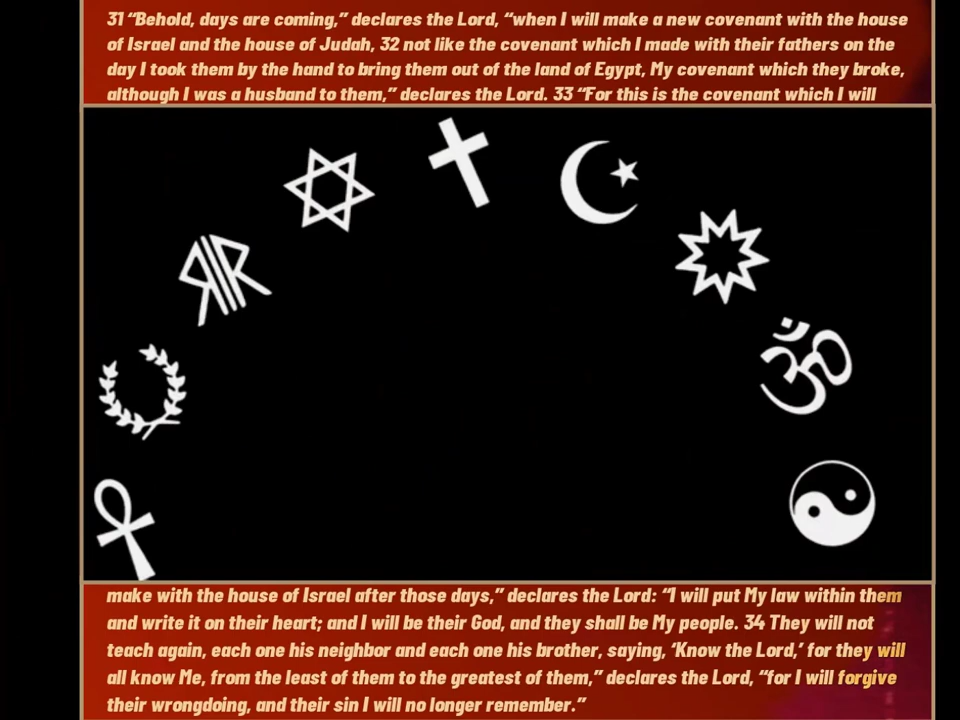 31 “Behold, days are coming,” declares the Lord, “when I will make a new covenant with the house
of Israel and the house of Judah, 32 not like the covenant which I made with their fathers on the
day I took them by the hand to bring them out of the land of Egypt, My covenant which they broke,
although I was a husband to them,” declares the Lord. 33 “For this is the covenant which I will
make with the house of Israel after those days,” declares the Lord: “I will put My law within them
and write it on their heart; and I will be their God, and they shall be My people. 34 They will not
teach again, each one his neighbor and each one his brother, saying, ‘Know the Lord,’ for they will
all know Me, from the least of them to the greatest of them,” declares the Lord, “for I will forgive
their wrongdoing, and their sin I will no longer remember.”